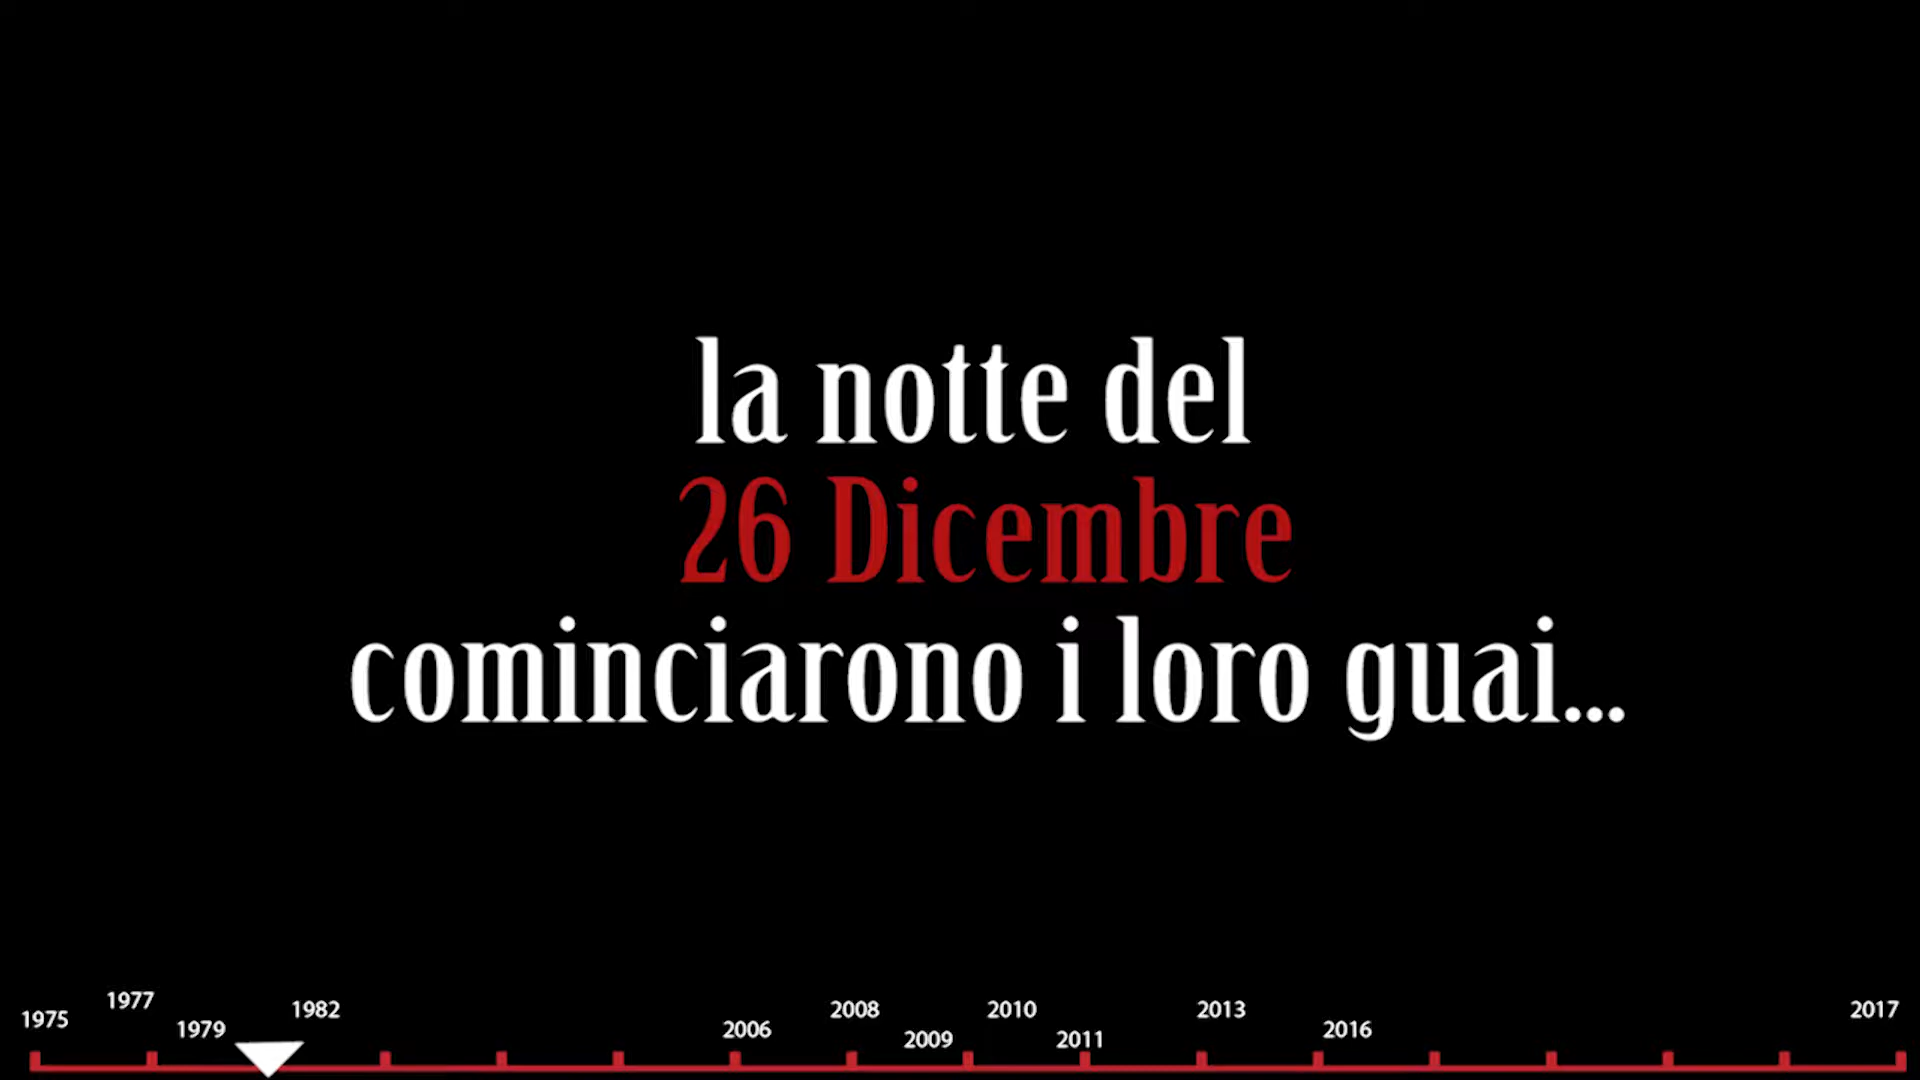 la notte del
26 Dicembre
cominciarono i loro guai...
1975 1977 1979 1982 2006 2008 2009 2010 2011 2013 2016 2017